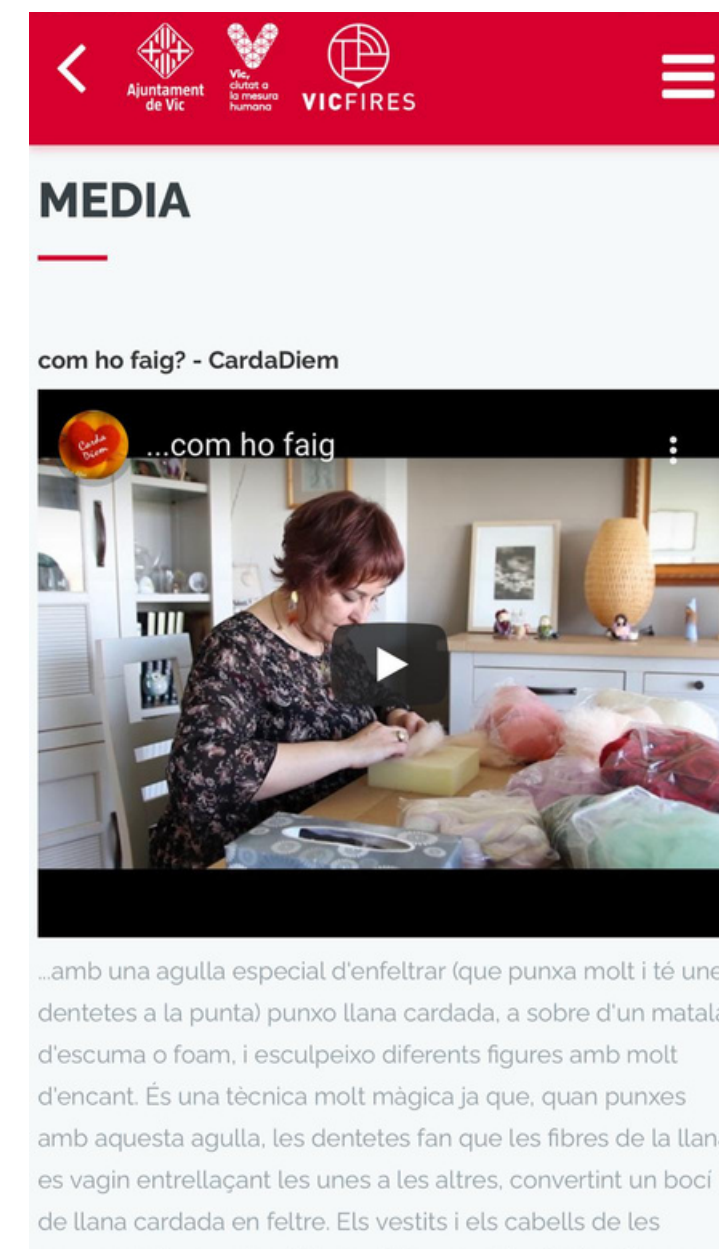 Ajuntament
de Vic
Vic,
ciutat a
la mesura
humana
VICFIRES
MEDIA
com ho faig? - CardaDiem
Carda
Diem
...com ho faig
...amb una agulla especial d'enfeltrar (que punxa molt i té une
dentetes a la punta) punxo llana cardada, a sobre d'un matala
d'escuma o foam, i esculpeixo diferents figures amb molt
d'encant. És una tècnica molt màgica ja que, quan punxes
amb aquesta agulla, les dentetes fan que les fibres de la llana
es vagin entrellaçant les unes a les altres, convertint un bocí
de llana cardada en feltre. Els vestits i els cabells de les